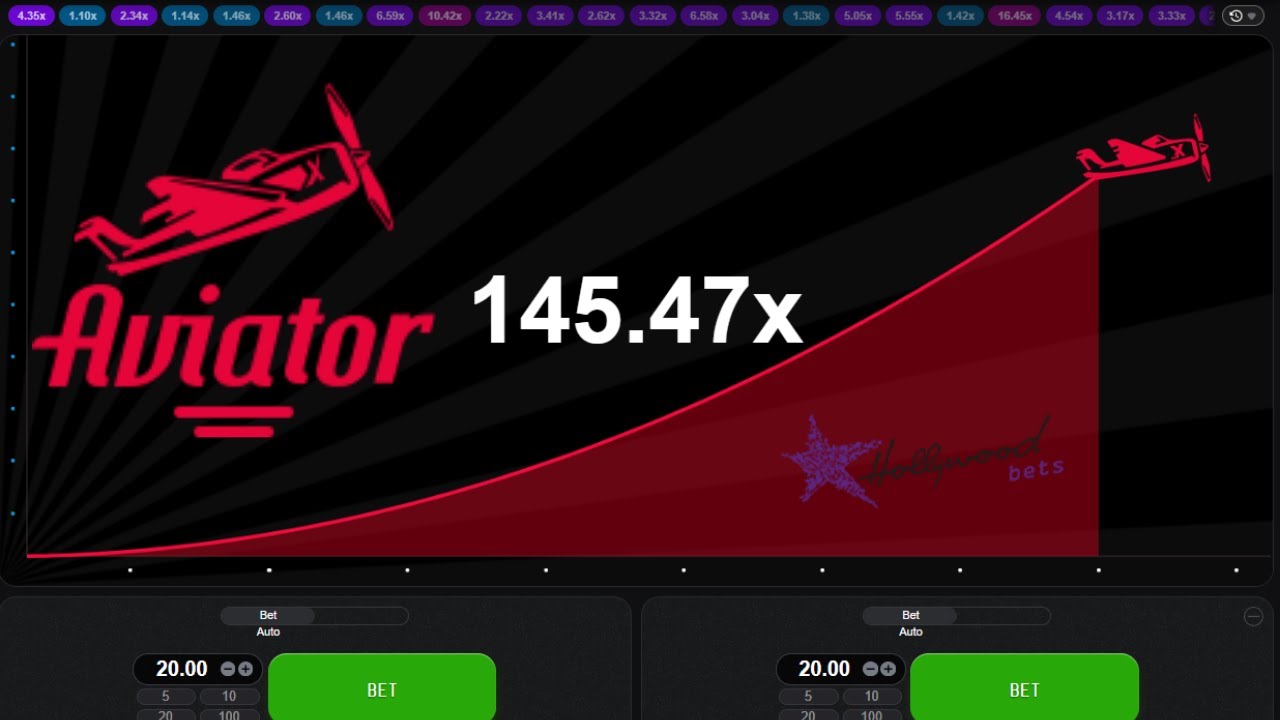 4.35x 1.10x 2.34x 1.14x 1.46x 2.60x 1.46x 6.59x 10.42x 2.22x 3.41x 2.62x 3.32x 6.58x 3.04x 1.38x 5.05x 5.55x 1.42x 16.45x 4.54x 3.17x 3.33x
X
X
Aviator
145.47x
Hollywood
bets
Bet
Auto
20.00
BET
5 10
20 100
Bet
Auto
20.00
BET
5 10
20 100